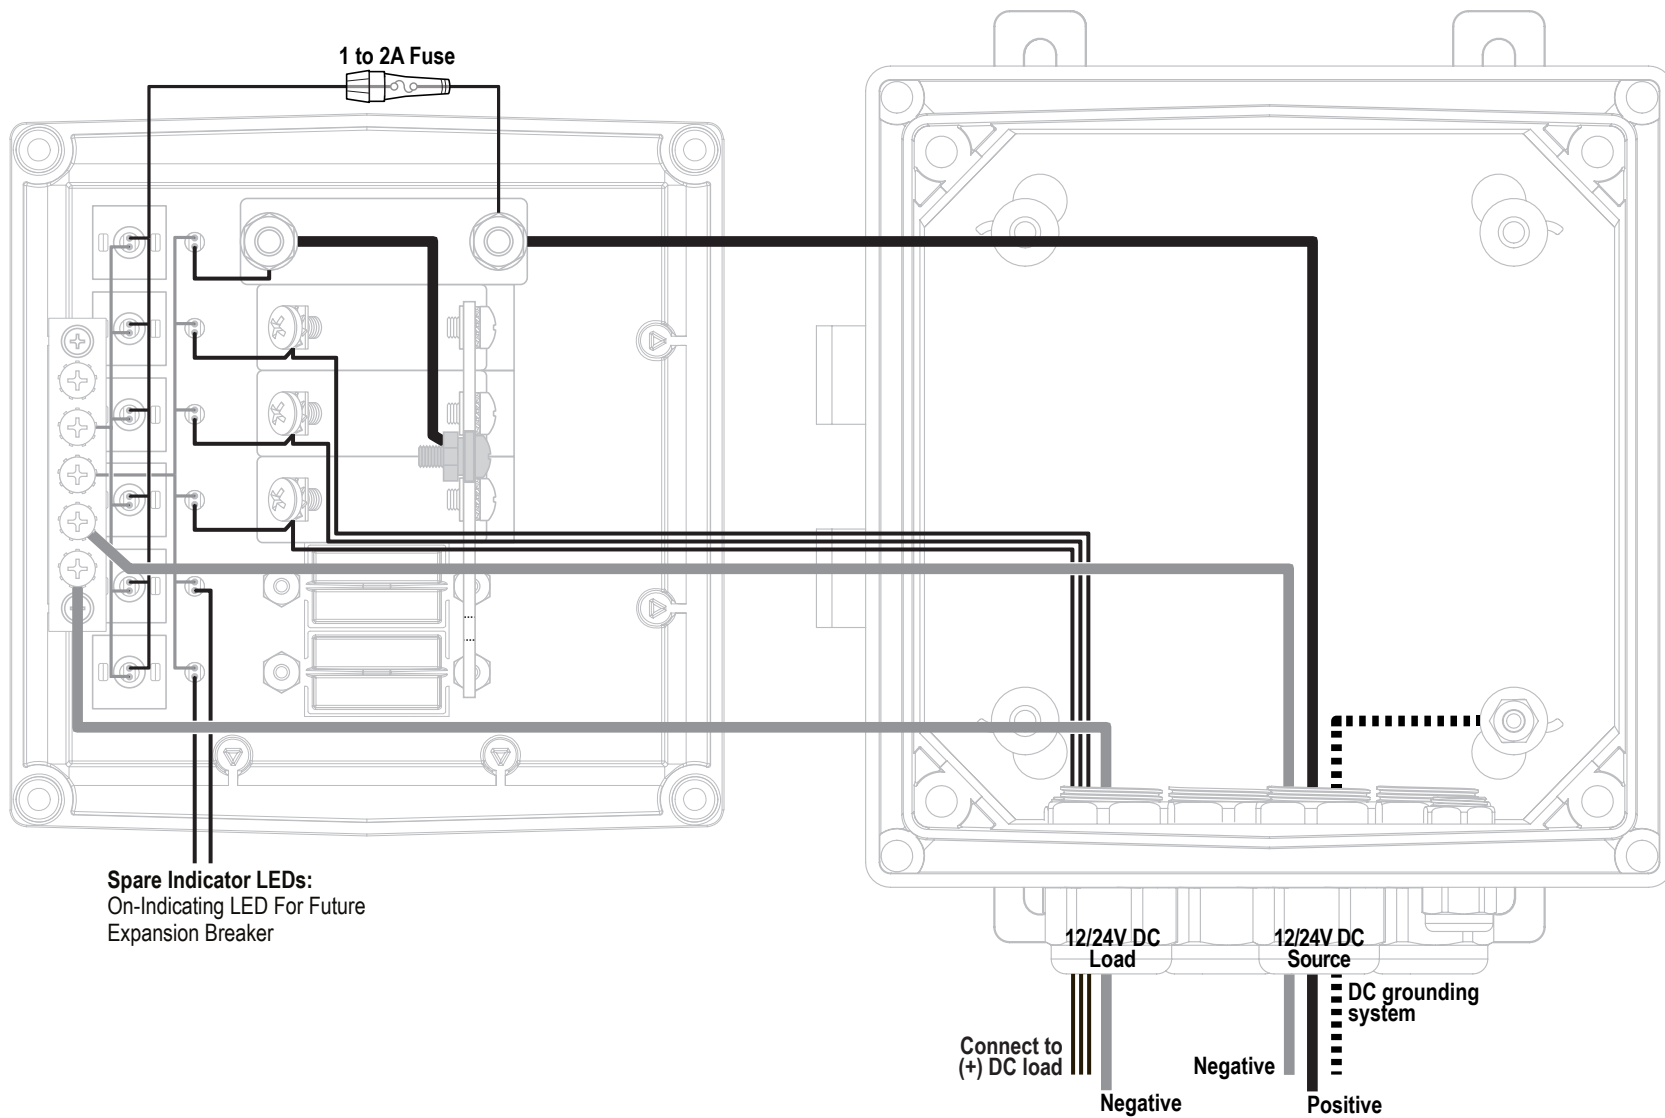 1 to 2A Fuse
Spare Indicator LEDs:
On-Indicating LED For Future
Expansion Breaker
12/24V DC
Load
12/24V DC
Source
DC grounding
system
Connect to
(+) DC load
Negative
Negative
Positive